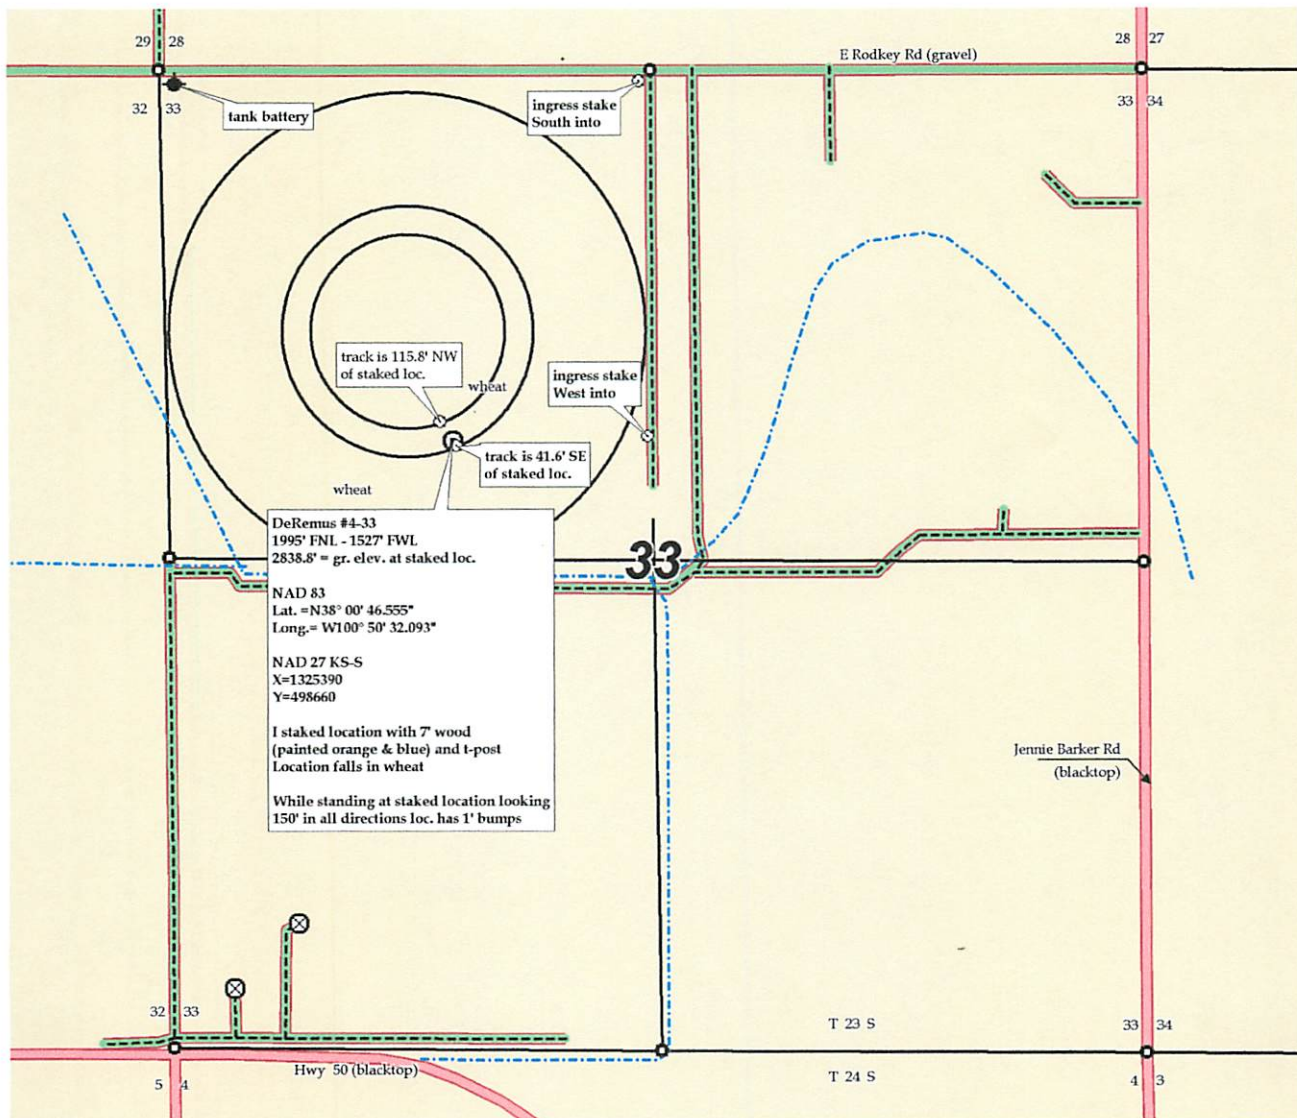 29 28
28 27
E Rodkey Rd (gravel)
32 33
tank battery
ingress stake
South into
33 34
track is 115.8' NW
of staked loc.
wheat
ingress stake
West into
track is 41.6' SE
of staked loc.
wheat
DeRemus #4-33
1995' FNL - 1527' FWL
2838.8' = gr. elev. at staked loc.
33
NAD 83
Lat. =N38° 00' 46.555"
Long.= W100° 50' 32.093"
NAD 27 KS-S
X=1325390
Y=498660
I staked location with 7' wood
(painted orange & blue) and t-post
Location falls in wheat
While standing at staked location looking
150' in all directions loc. has 1' bumps
Jennie Barker Rd
(blacktop)
32 33
T 23 S
33 34
Hwy 50 (blacktop)
T 24 S
5 4
4 3